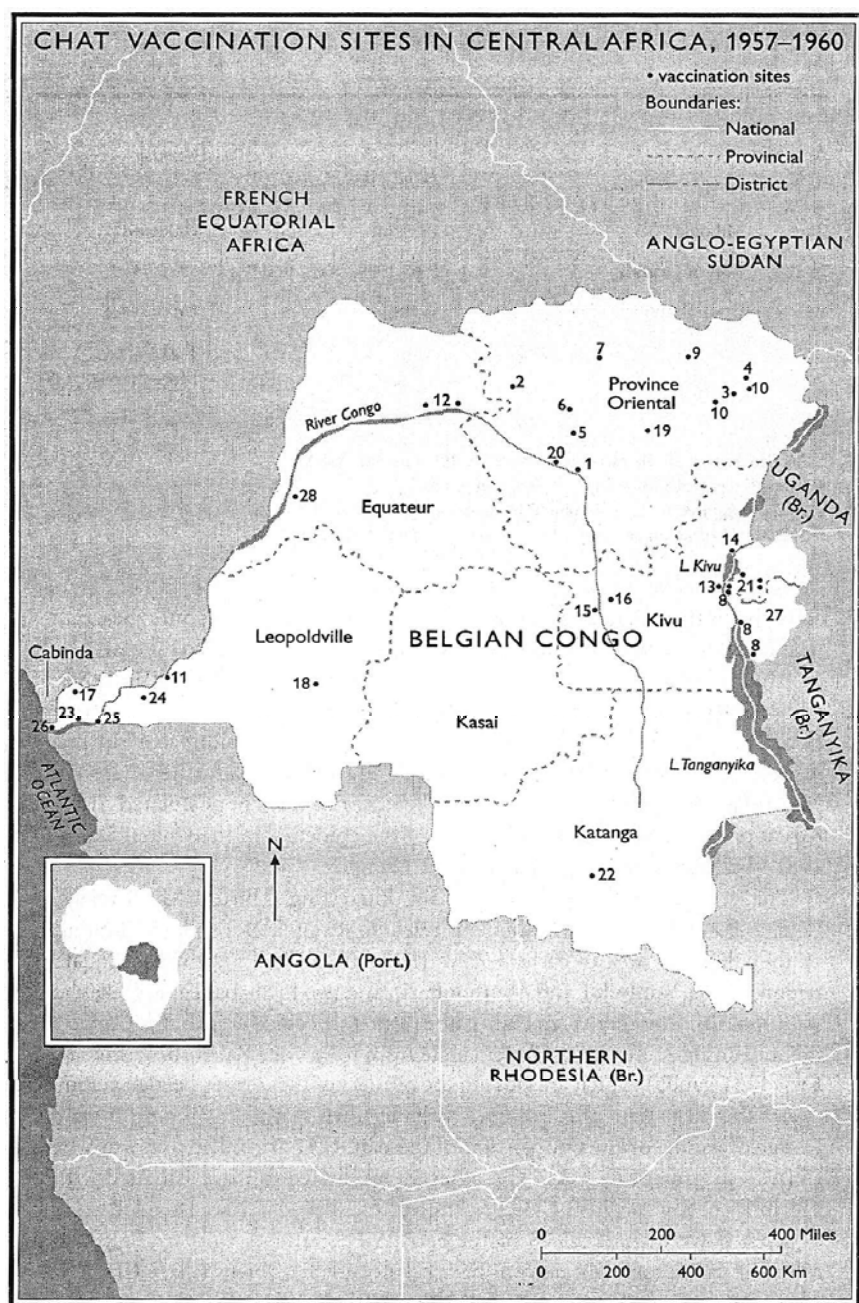 CHAT VACCINATION SITES IN CENTRAL AFRICA, 1957–1960
• vaccination sites
Boundaries:
National
Provincial
District
FRENCH
EQUATORIAL
AFRICA
ANGLO-EGYPTIAN
SUDAN
7
9
4
2
3
10
Province
Oriental
10
12
6
River Congo
5
19
20
1
UGANDA
(Br.)
28
Equateur
14
L. Kivu
13
21
8
16
15
Kivu
27
Leopoldville
BELGIAN CONGO
8
8
Cabinda
11
17
24
18
TANGANYIKA
(Br.)
23
25
26
Kasai
L. Tanganyika
ATLANTIC
OCEAN
Katanga
N
22
ANGOLA (Port.)
NORTHERN
RHODESIA (Br.)
0 200 400 Miles
0 200 400 600 Km